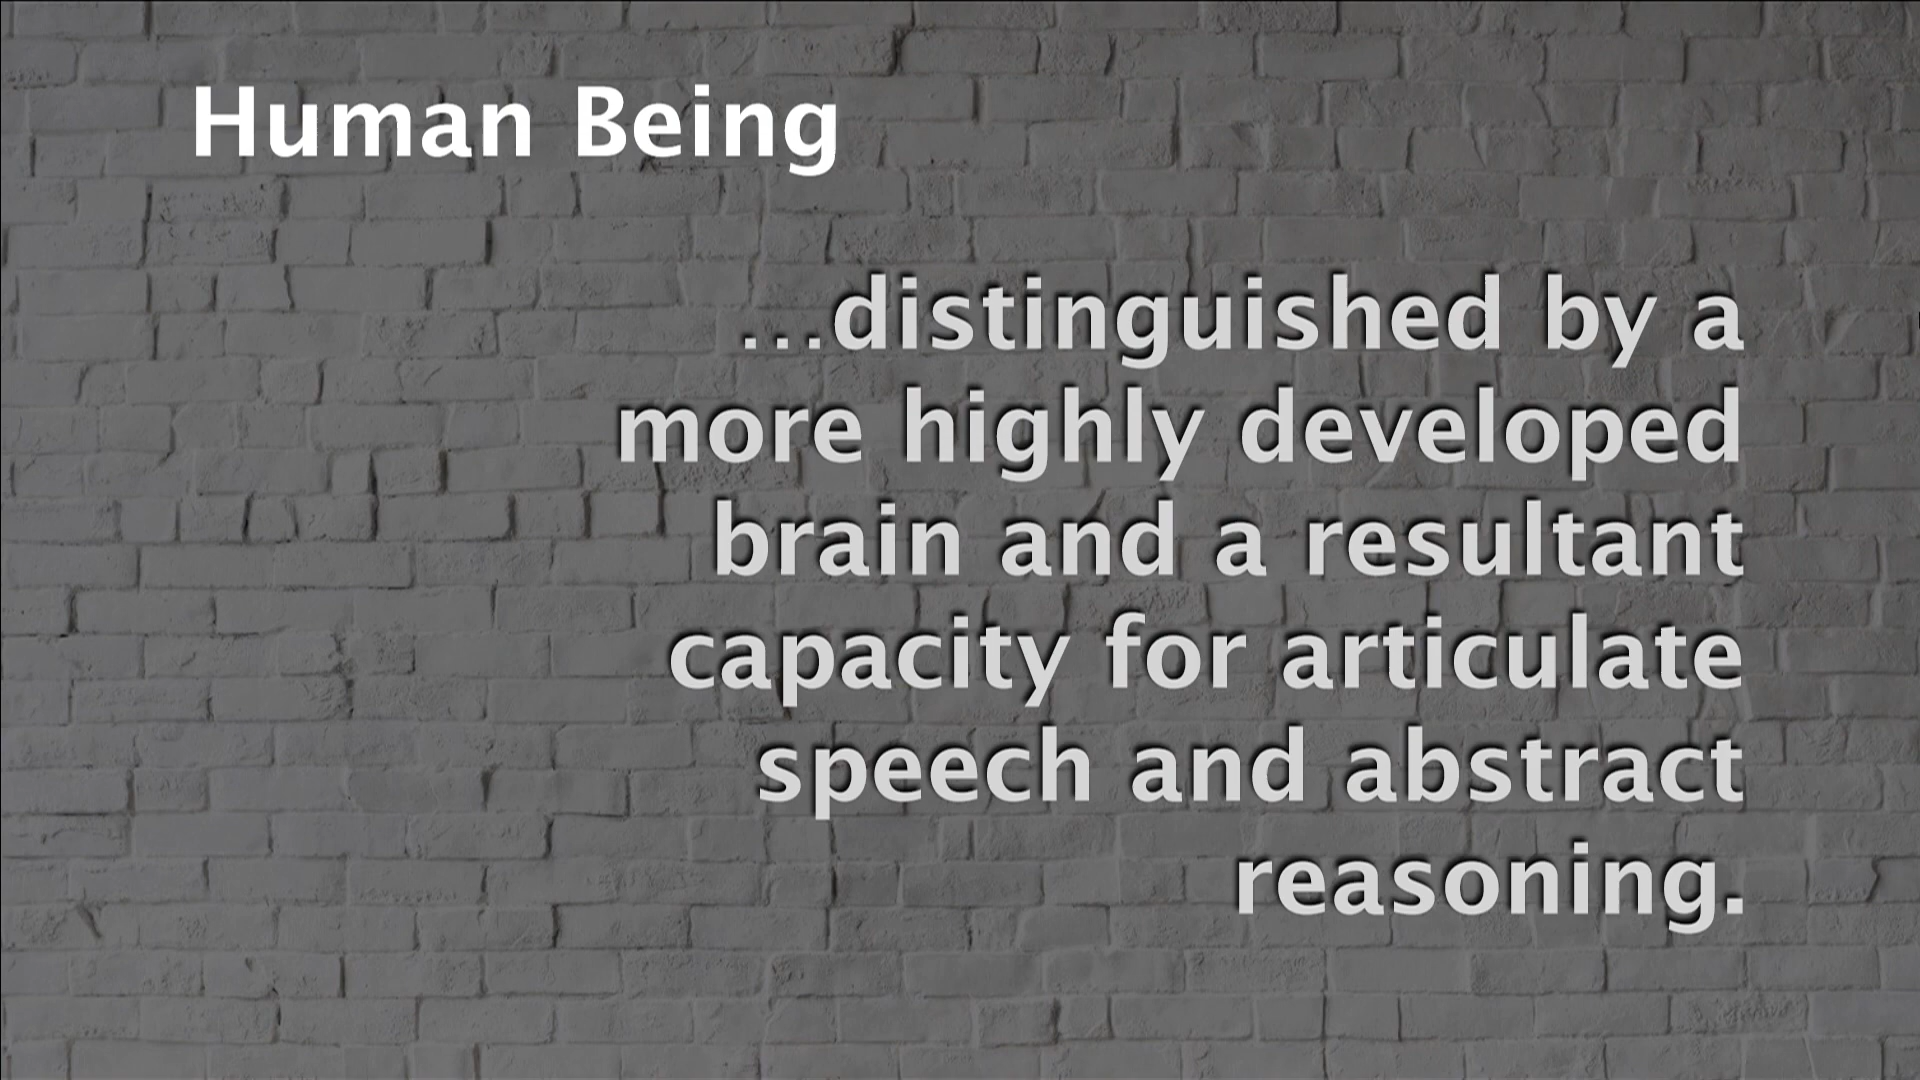 Human Being
...distinguished by a
more highly developed
brain and a resultant
capacity for articulate
speech and abstract
reasoning.